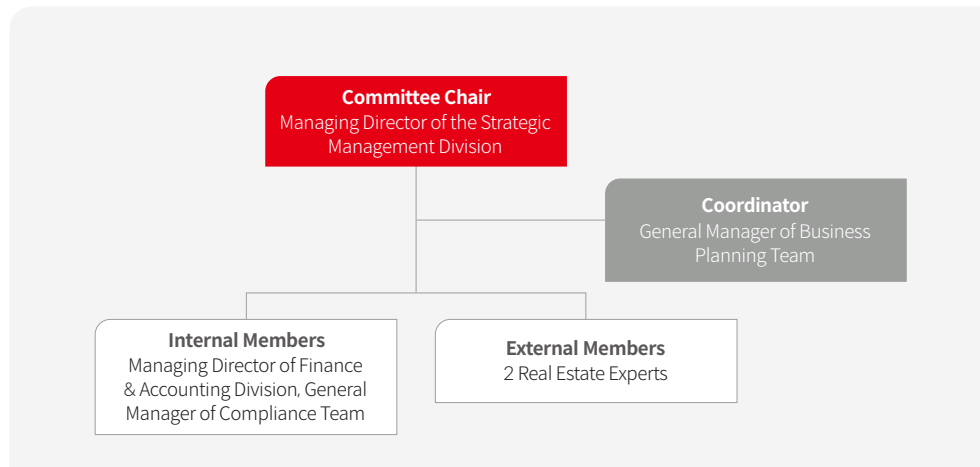 Committee Chair
Managing Director of the Strategic
Management Division
Coordinator
General Manager of Business
Planning Team
Internal Members
Managing Director of Finance
& Accounting Division, General
Manager of Compliance Team
External Members
2 Real Estate Experts